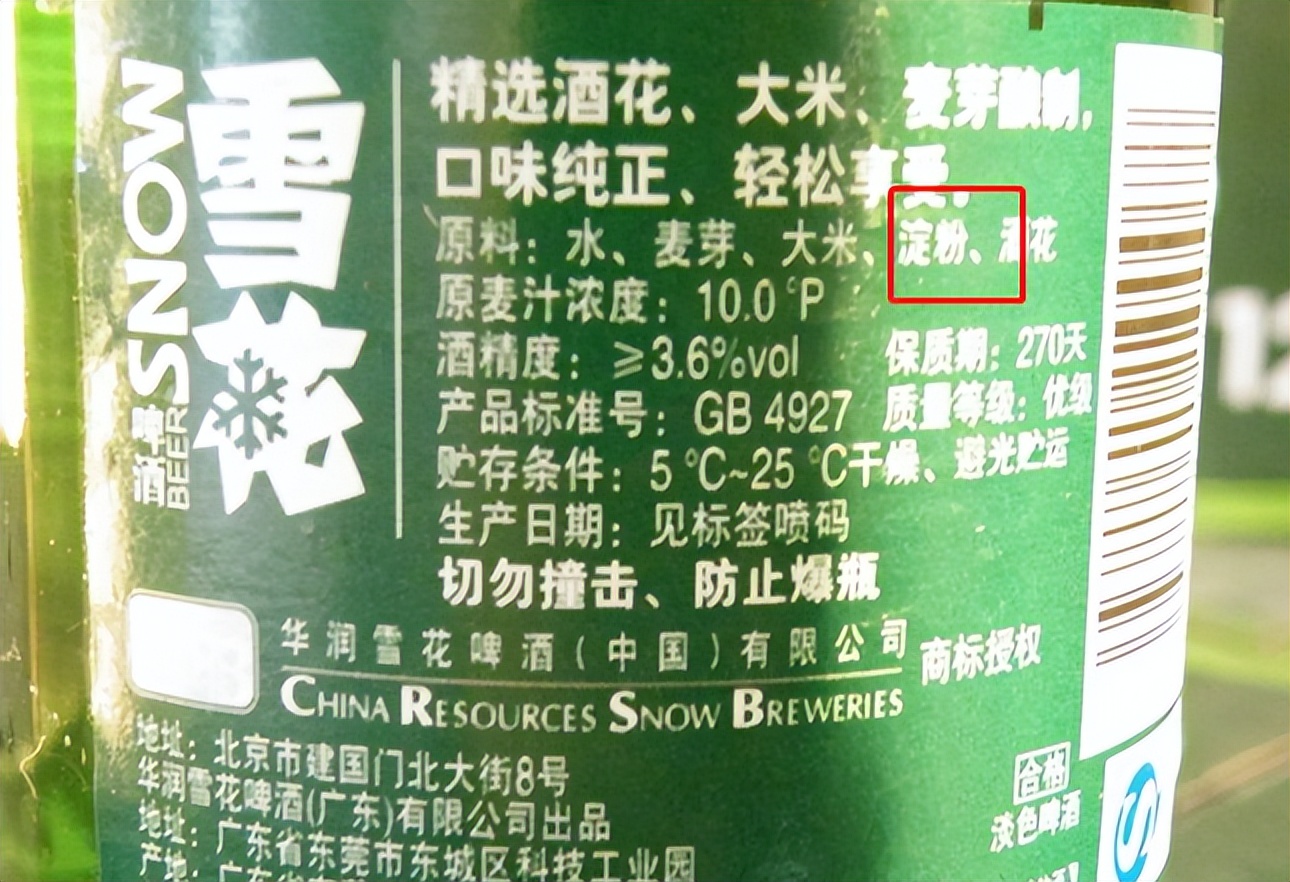 雪花
SNOW
啤酒
BEER
精选酒花、大米、麦芽酿制,
口味纯正、轻松享受。
原料：水、麦芽、大米、淀粉、酒花
原麦汁浓度：10.0 °P
酒精度：≥3.6%vol 保质期：270天
产品标准号：GB 4927 质量等级：优级
贮存条件：5 °C~25 °C干燥、避光贮运
生产日期：见标签喷码
切勿撞击、防止爆瓶
华润雪花啤酒(中国)有限公司 商标授权
CHINA RESOURCES SNOW BREWERIES
地址：北京市建国门北大街8号
华润雪花啤酒(广东)有限公司出品
地址：广东省东莞市东城区科技工业园
产地：广东省
合格
淡色啤酒
12